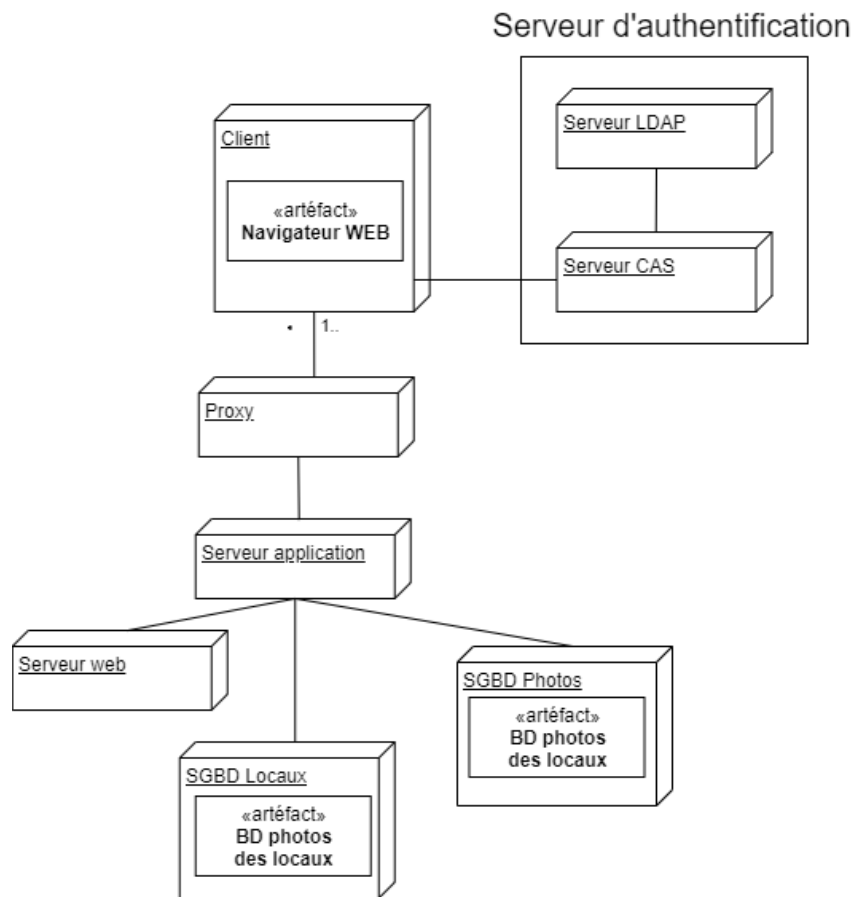 Serveur d'authentification
Serveur LDAP
Client
«artéfact»
Navigateur WEB
Serveur CAS
* 1..
Proxy
Serveur application
Serveur web
SGBD Photos
«artéfact»
BD photos
des locaux
SGBD Locaux
«artéfact»
BD photos
des locaux